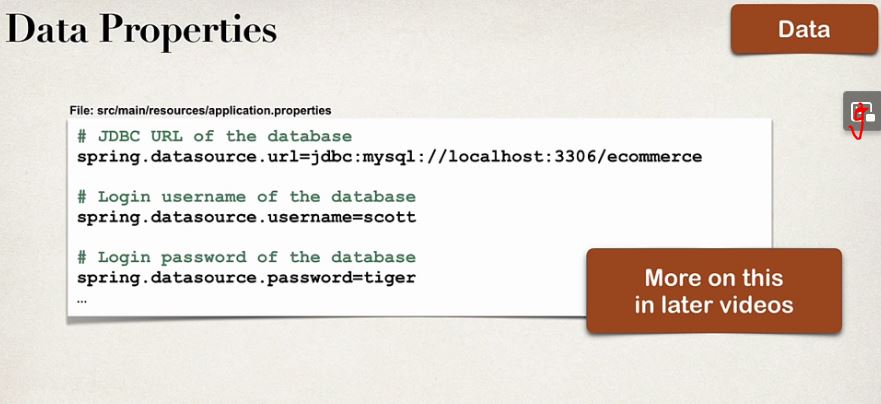 Data Properties
Data
File: src/main/resources/application.properties
# JDBC URL of the database
spring.datasource.url=jdbc:mysql://localhost:3306/ecommerce
# Login username of the database
spring.datasource.username=scott
# Login password of the database
spring.datasource.password=tiger
…
More on this
in later videos